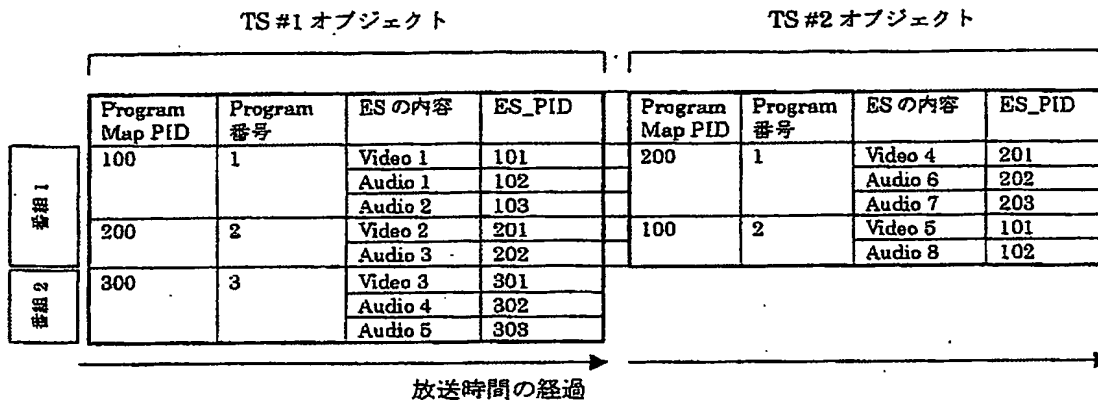 TS #1 オブジェクト
TS #2 オブジェクト
Program Map PID Program 番号 ES の内容 ES_PID Program Map PID Program 番号 ES の内容 ES_PID
番組 1
100 1 Video 1 101 200 1 Video 4 201
Audio 1 102 Audio 6 202
Audio 2 103 Audio 7 203
200 2 Video 2 201 100 2 Video 5 101
Audio 3 202 Audio 8 102
番組 2
300 3 Video 3 301
Audio 4 302
Audio 5 303
放送時間の経過